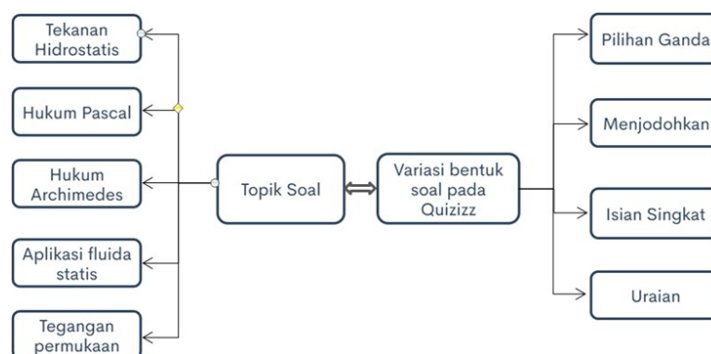 Tekanan
Hidrostatis
Hukum Pascal
Hukum
Archimedes
Aplikasi fluida
statis
Tegangan
permukaan
Topik Soal
Variasi bentuk
soal pada
Quizizz
Pilihan Ganda
Menjodohkan
Isian Singkat
Uraian